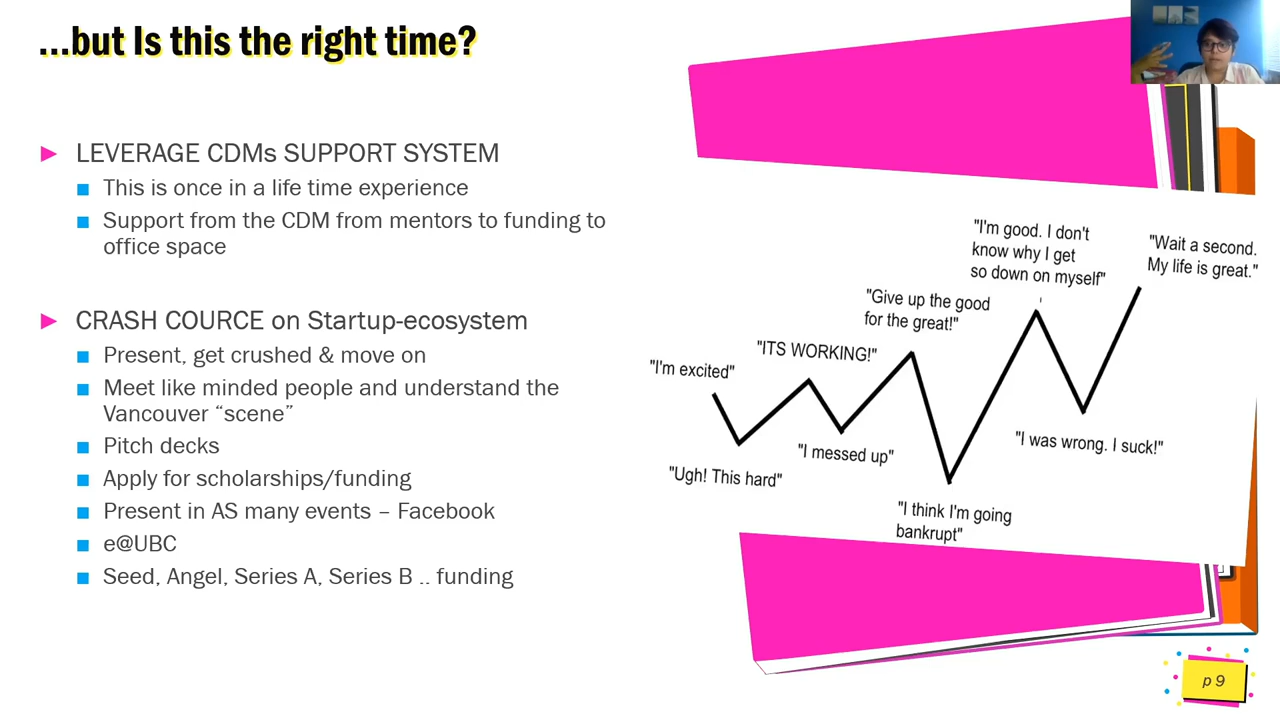 ...but Is this the right time?
LEVERAGE CDMs SUPPORT SYSTEM
This is once in a life time experience
Support from the CDM from mentors to funding to
office space
CRASH COURCE on Startup-ecosystem
Present, get crushed & move on
Meet like minded people and understand the
Vancouver “scene”
Pitch decks
Apply for scholarships/funding
Present in AS many events – Facebook
e@UBC
Seed, Angel, Series A, Series B .. funding
"I'm excited"
"Ugh! This hard"
"ITS WORKING!"
"I messed up"
"Give up the good
for the great!"
"I think I'm going
bankrupt"
"I'm good. I don't
know why I get
so down on myself"
"I was wrong. I suck!"
"Wait a second.
My life is great."
p 9